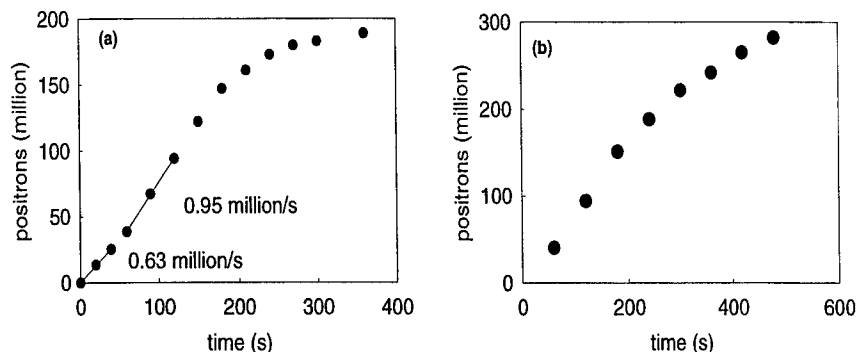 200
150
100
50
0
positrons (million)
(a)
0.95 million/s
0.63 million/s
0 100 200 300 400
time (s)
300
200
100
0
positrons (million)
(b)
0 200 400 600
time (s)